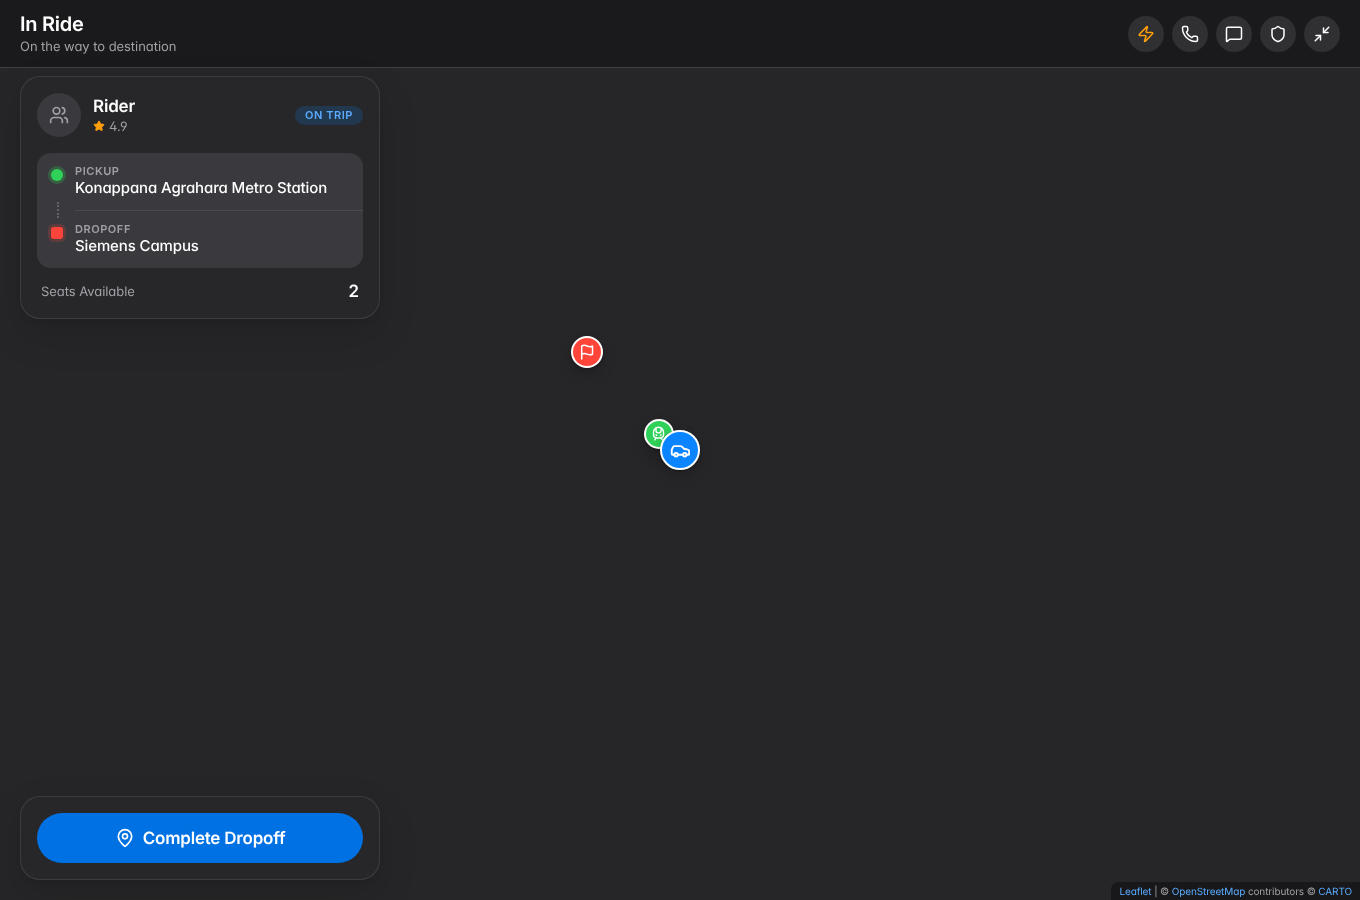 In Ride
On the way to destination
Rider
4.9
ON TRIP
PICKUP
Konappana Agrahara Metro Station
DROPOFF
Siemens Campus
Seats Available
2
Complete Dropoff
Leaflet | © OpenStreetMap contributors © CARTO